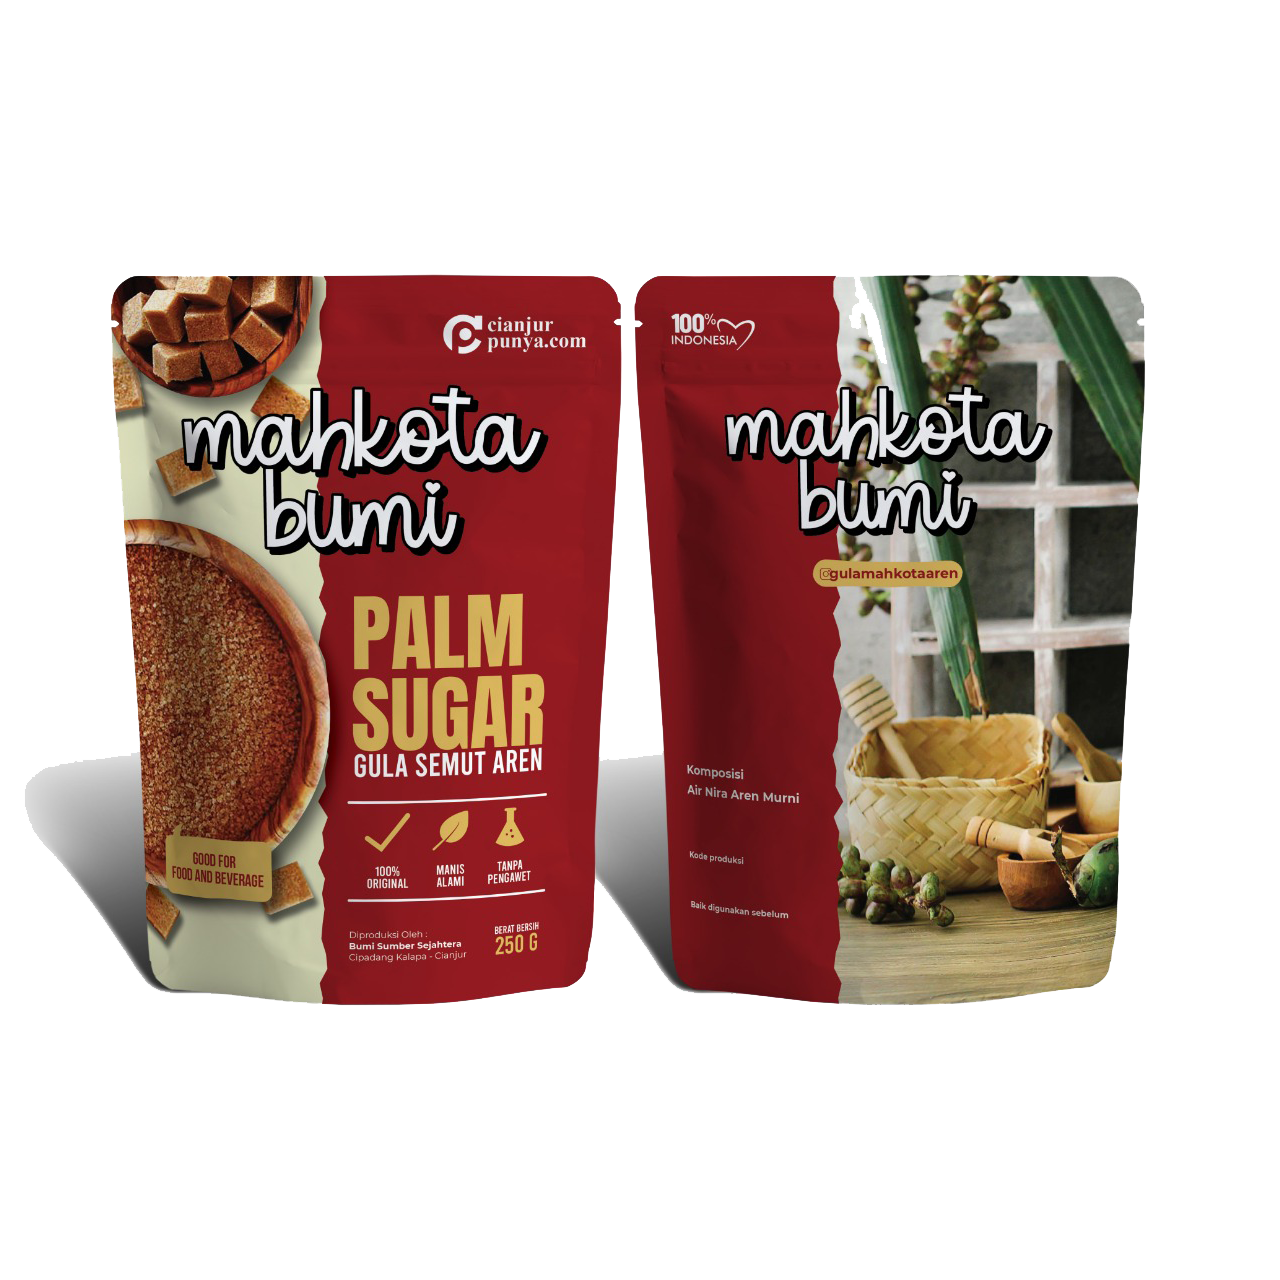 cianjur
punya.com
mahkota
bumi
PALM
SUGAR
GULA SEMUT AREN
100%
ORIGINAL
MANIS
ALAMI
TANPA
PENGAWET
GOOD FOR
FOOD AND BEVERAGE
Diproduksi Oleh :
Bumi Sumber Sejahtera
Cipadang Kalapa - Cianjur
BERAT BERSIH
250 G
100%
INDONESIA
mahkota
bumi
gulamahkotaaren
Komposisi
Air Nira Aren Murni
Kode produksi
Baik digunakan sebelum